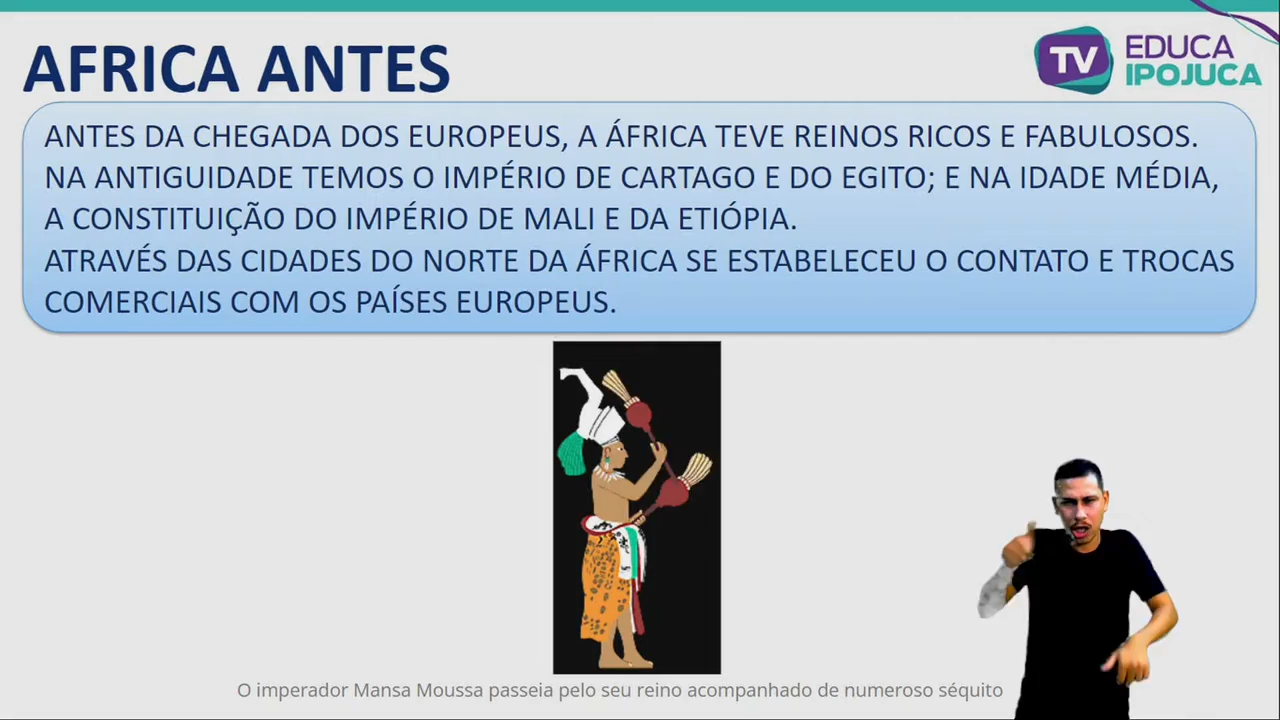 AFRICA ANTES
TV EDUCA
IPOJUCA
ANTES DA CHEGADA DOS EUROPEUS, A ÁFRICA TEVE REINOS RICOS E FABULOSOS.
NA ANTIGUIDADE TEMOS O IMPÉRIO DE CARTAGO E DO EGITO; E NA IDADE MÉDIA,
A CONSTITUIÇÃO DO IMPÉRIO DE MALI E DA ETIÓPIA.
ATRAVÉS DAS CIDADES DO NORTE DA ÁFRICA SE ESTABELECEU O CONTATO E TROCAS
COMERCIAIS COM OS PAÍSES EUROPEUS.
O imperador Mansa Moussa passeia pelo seu reino acompanhado de numeroso séquito